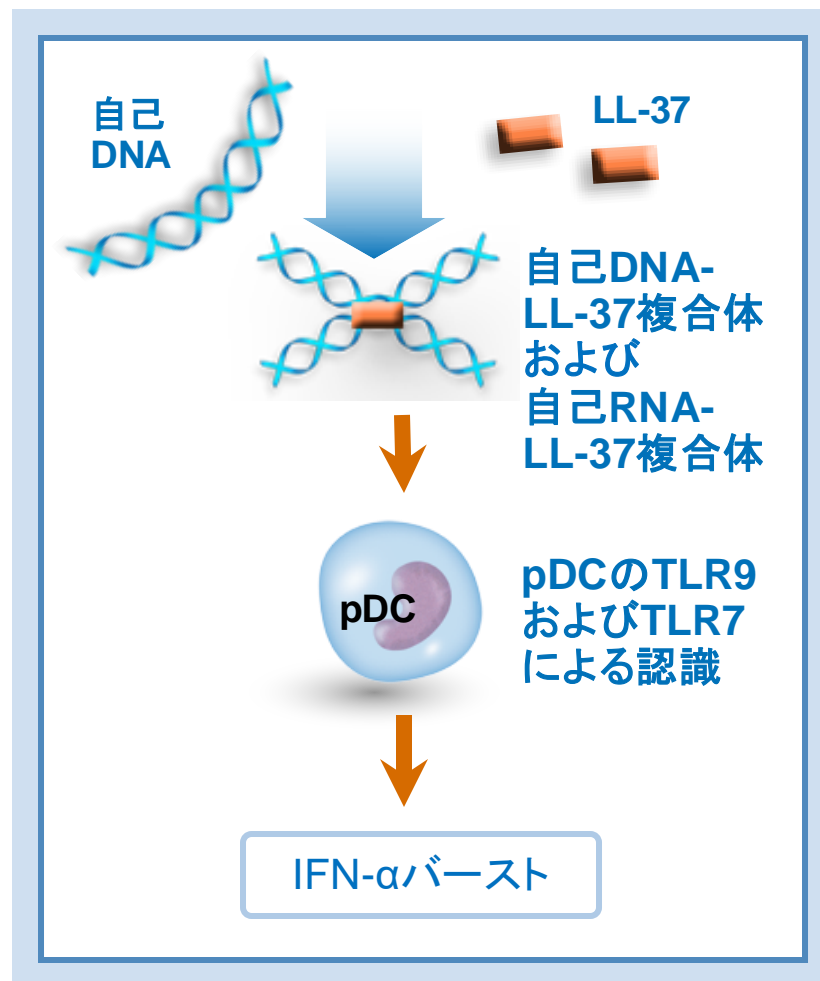 自己
DNA
LL-37
自己DNA-
LL-37複合体
および
自己RNA-
LL-37複合体
pDC
pDCのTLR9
およびTLR7
による認識
IFN-αバースト